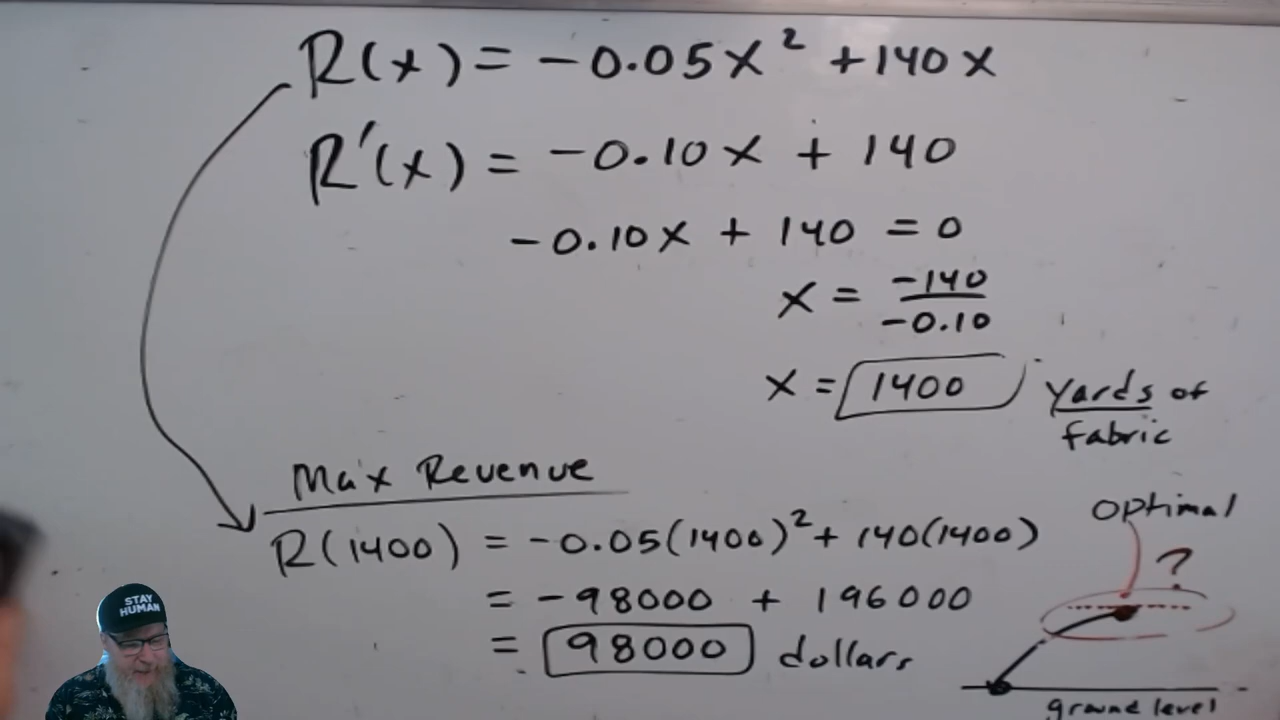 R(x) = -0.05x² + 140x
R'(x) = -0.10x + 140
-0.10x + 140 = 0
x = -140 / -0.10
x = 1400 yards of
fabric
Max Revenue
R(1400) = -0.05(1400)² + 140(1400)
= -98000 + 196000
= 98000 dollars
optimal
?
ground level
STAY
HUMAN